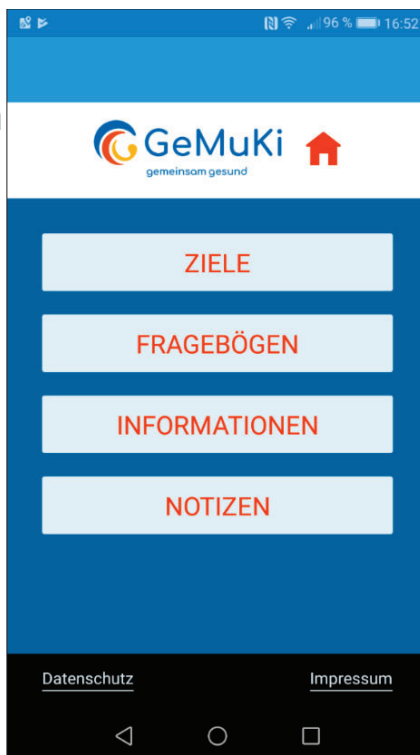 96 % 16:52
GeMuKi
gemeinsam gesund
ZIELE
FRAGEBÖGEN
INFORMATIONEN
NOTIZEN
Datenschutz Impressum